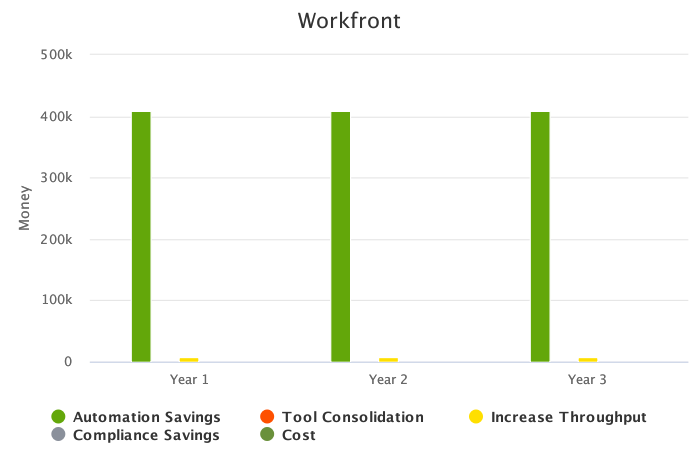 Workfront
500k
400k
300k
200k
100k
0
Money
Year 1
Year 2
Year 3
Automation Savings
Tool Consolidation
Increase Throughput
Compliance Savings
Cost